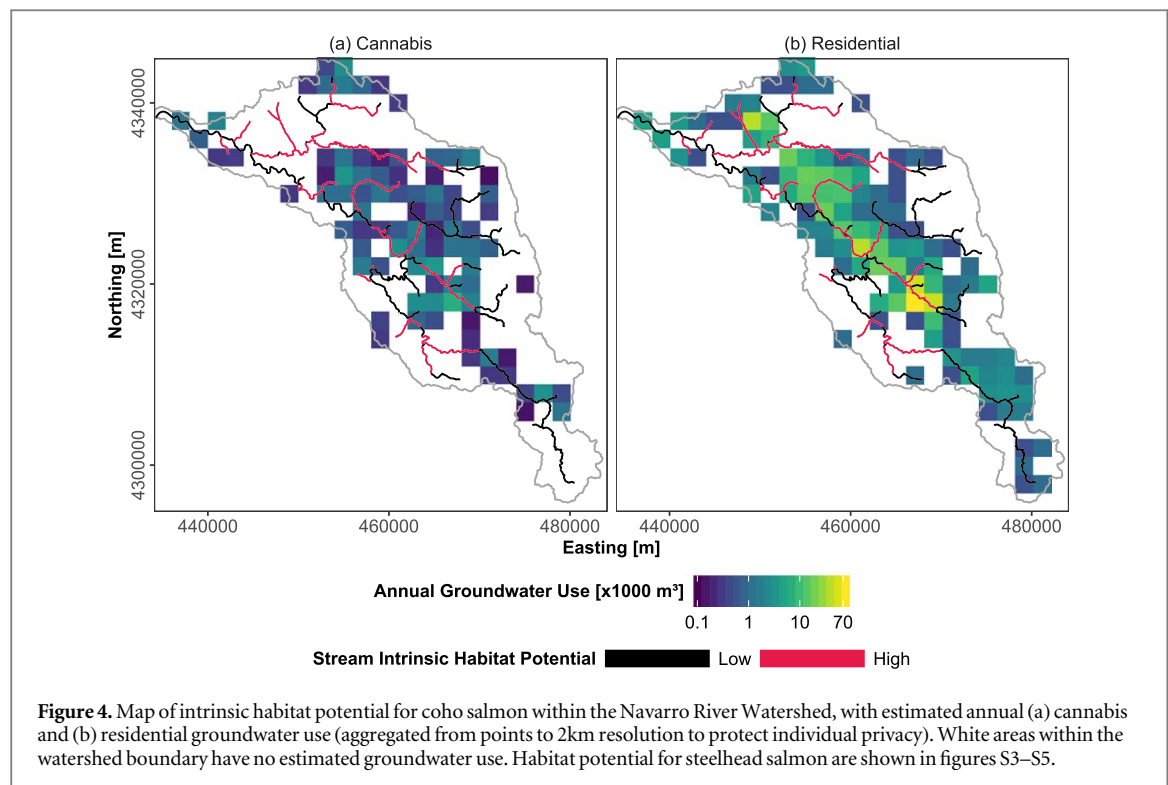 (a) Cannabis
(b) Residential
Northing [m]
4340000
4320000
4300000
440000
460000
480000
440000
460000
480000
Easting [m]
Annual Groundwater Use [x1000 m³]
0.1
1
10
70
Stream Intrinsic Habitat Potential
Low
High
Figure 4. Map of intrinsic habitat potential for coho salmon within the Navarro River Watershed, with estimated annual (a) cannabis
and (b) residential groundwater use (aggregated from points to 2km resolution to protect individual privacy). White areas within the
watershed boundary have no estimated groundwater use. Habitat potential for steelhead salmon are shown in figures S3–S5.